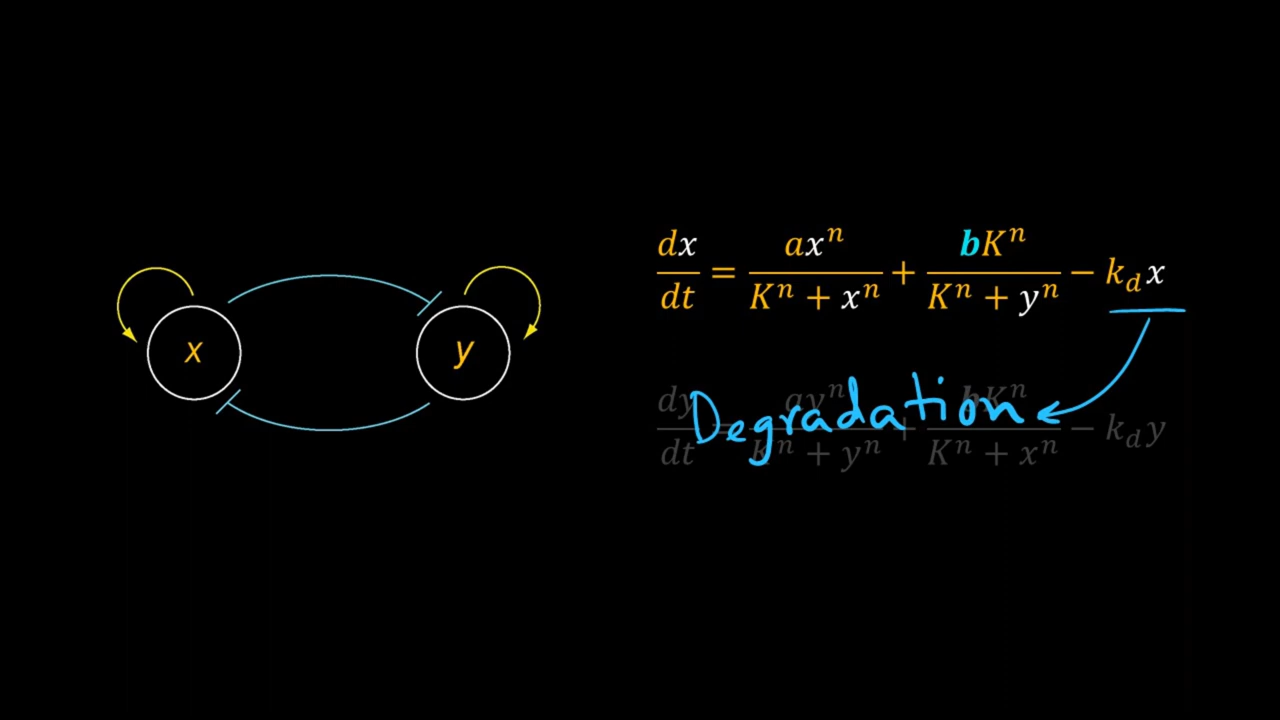 x
y
dx/dt = ax^n/(K^n + x^n) + bK^n/(K^n + y^n) − k_d x
Degradation
dy/dt = ay^n/(K^n + y^n) + bK^n/(K^n + x^n) − k_d y